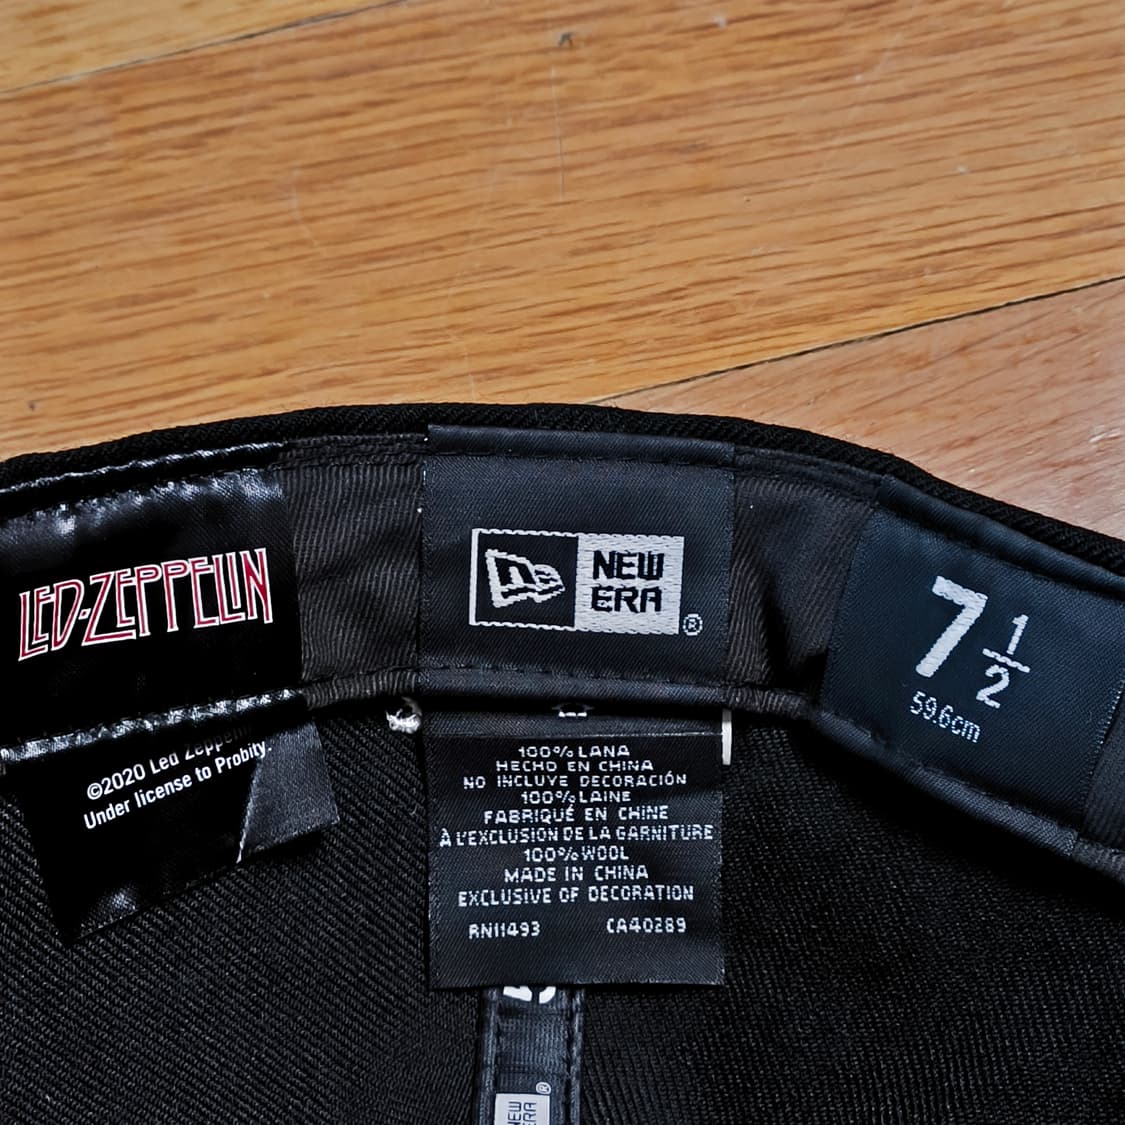 LED-ZEPPELIN
©2020 Led Zeppelin
Under license to Probity.
ne
NEW
ERA
®
100% LANA
HECHO EN CHINA
NO INCLUYE DECORACIÓN
100% LAINE
FABRIQUÉ EN CHINE
À L'EXCLUSION DE LA GARNITURE
100% WOOL
MADE IN CHINA
EXCLUSIVE OF DECORATION
RN11493 CA40289
7 1/2
59.6cm
NEW
ERA
®